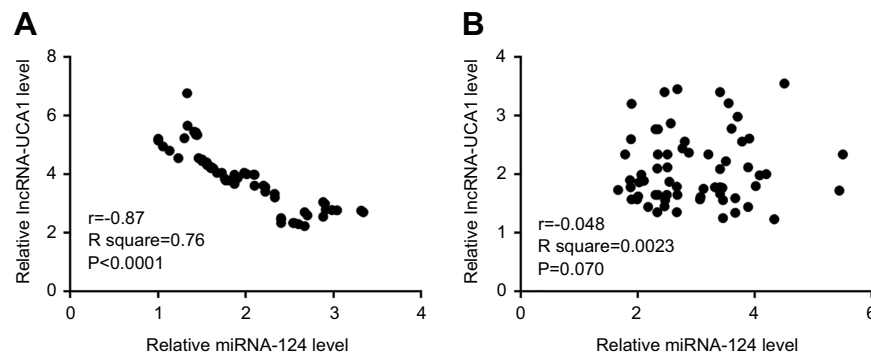 A
Relative lncRNA-UCA1 level
8
6
4
2
0
r=-0.87
R square=0.76
P<0.0001
0 1 2 3 4
Relative miRNA-124 level
B
Relative lncRNA-UCA1 level
4
3
2
1
0
r=-0.048
R square=0.0023
P=0.070
0 2 4 6
Relative miRNA-124 level